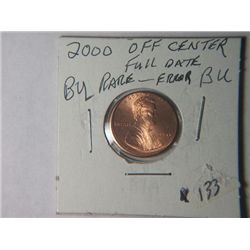 2000 OFF CENTER
FULL DATE
BU RARE — ERROR BU
133